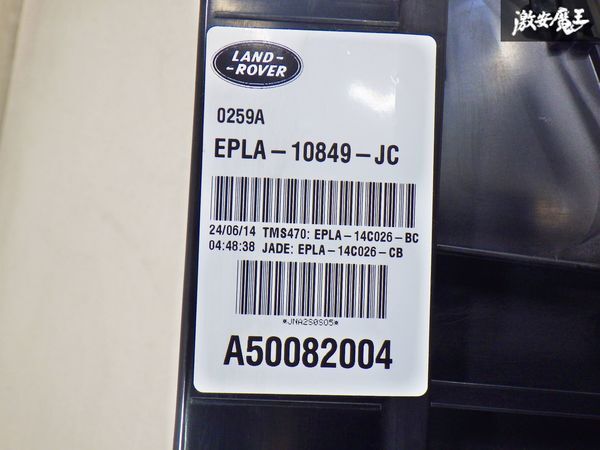 激安魔王
LAND-
-ROVER
0259A
EPLA-10849-JC
24/06/14 TMS470: EPLA-14C026-BC
04:48:38 JADE: EPLA-14C026-CB
*JNA2S0S05*
A50082004